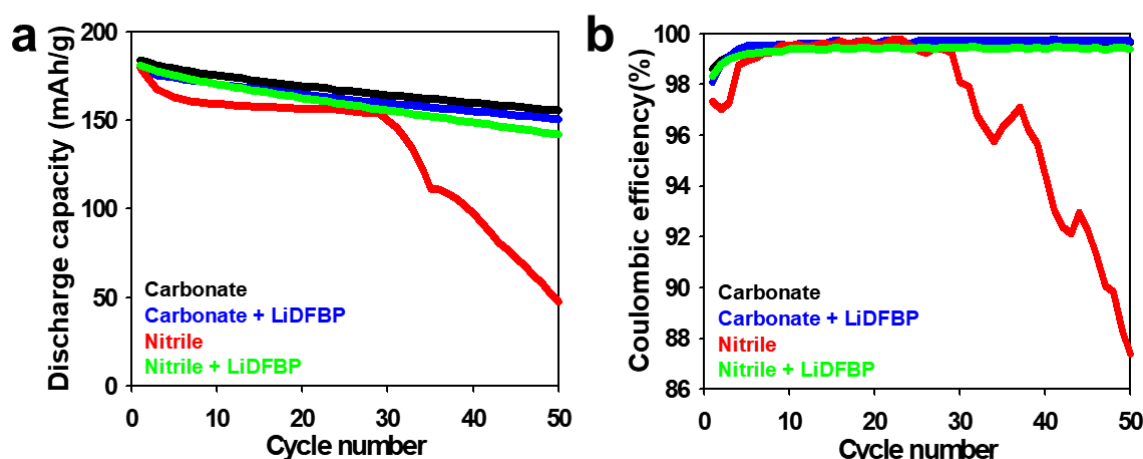 a
Discharge capacity (mAh/g)
200
150
100
50
0
Carbonate
Carbonate + LiDFBP
Nitrile
Nitrile + LiDFBP
0 10 20 30 40 50
Cycle number
b
Coulombic efficiency(%)
100
98
96
94
92
90
88
86
Carbonate
Carbonate + LiDFBP
Nitrile
Nitrile + LiDFBP
0 10 20 30 40 50
Cycle number